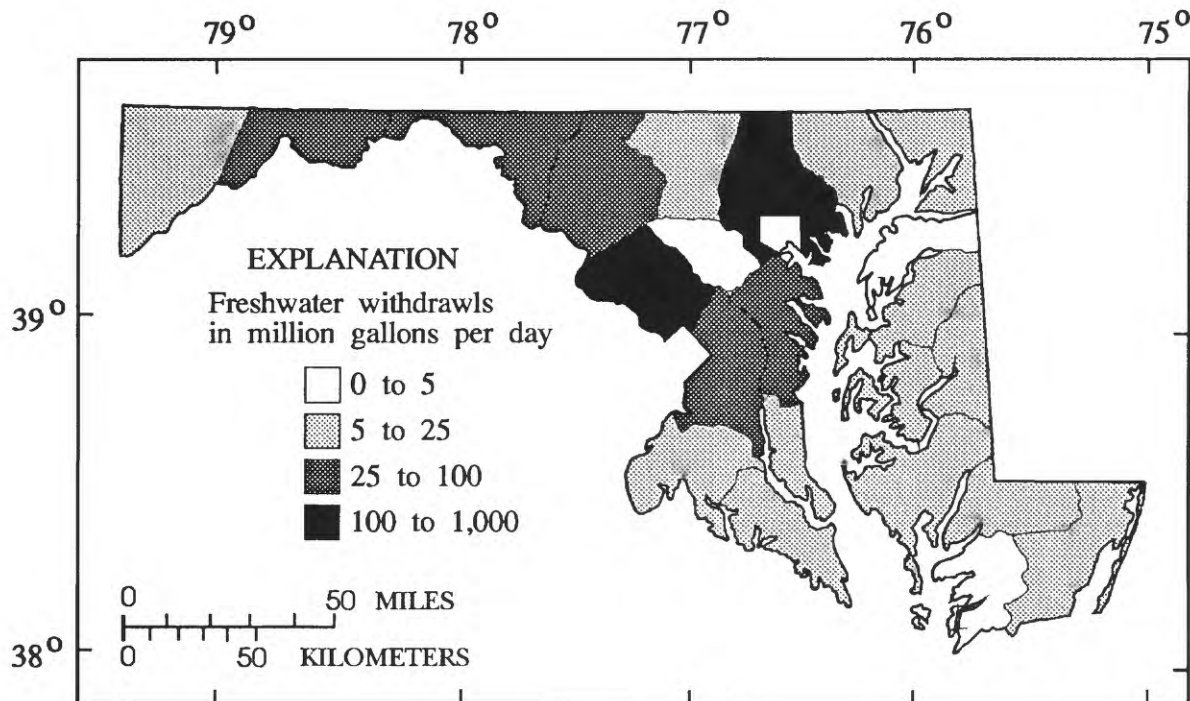 79° 78° 77° 76° 75°
EXPLANATION
Freshwater withdrawls
in million gallons per day
39°
0 to 5
5 to 25
25 to 100
100 to 1,000
0 50 MILES
38°
0 50 KILOMETERS